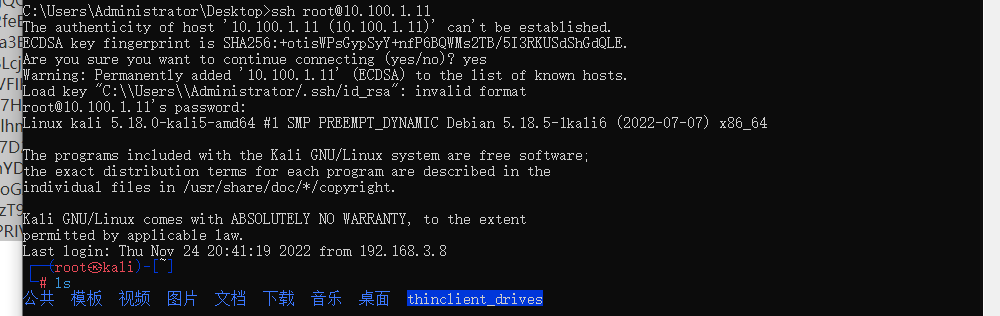 C:\Users\Administrator\Desktop>ssh root@10.100.1.11
The authenticity of host '10.100.1.11 (10.100.1.11)' can't be established.
ECDSA key fingerprint is SHA256:+otisWPsGypSyY+nfP6BQWMs2TB/5I3RKUSdShGdQLE.
Are you sure you want to continue connecting (yes/no)? yes
Warning: Permanently added '10.100.1.11' (ECDSA) to the list of known hosts.
Load key "C:\\Users\\Administrator/.ssh/id_rsa": invalid format
root@10.100.1.11's password:
Linux kali 5.18.0-kali5-amd64 #1 SMP PREEMPT_DYNAMIC Debian 5.18.5-1kali6 (2022-07-07) x86_64
The programs included with the Kali GNU/Linux system are free software;
the exact distribution terms for each program are described in the
individual files in /usr/share/doc/*/copyright.
Kali GNU/Linux comes with ABSOLUTELY NO WARRANTY, to the extent
permitted by applicable law.
Last login: Thu Nov 24 20:41:19 2022 from 192.168.3.8
┌──(root㉿kali)-[~]
└─# ls
公共 模板 视频 图片 文档 下载 音乐 桌面 thinclient_drives